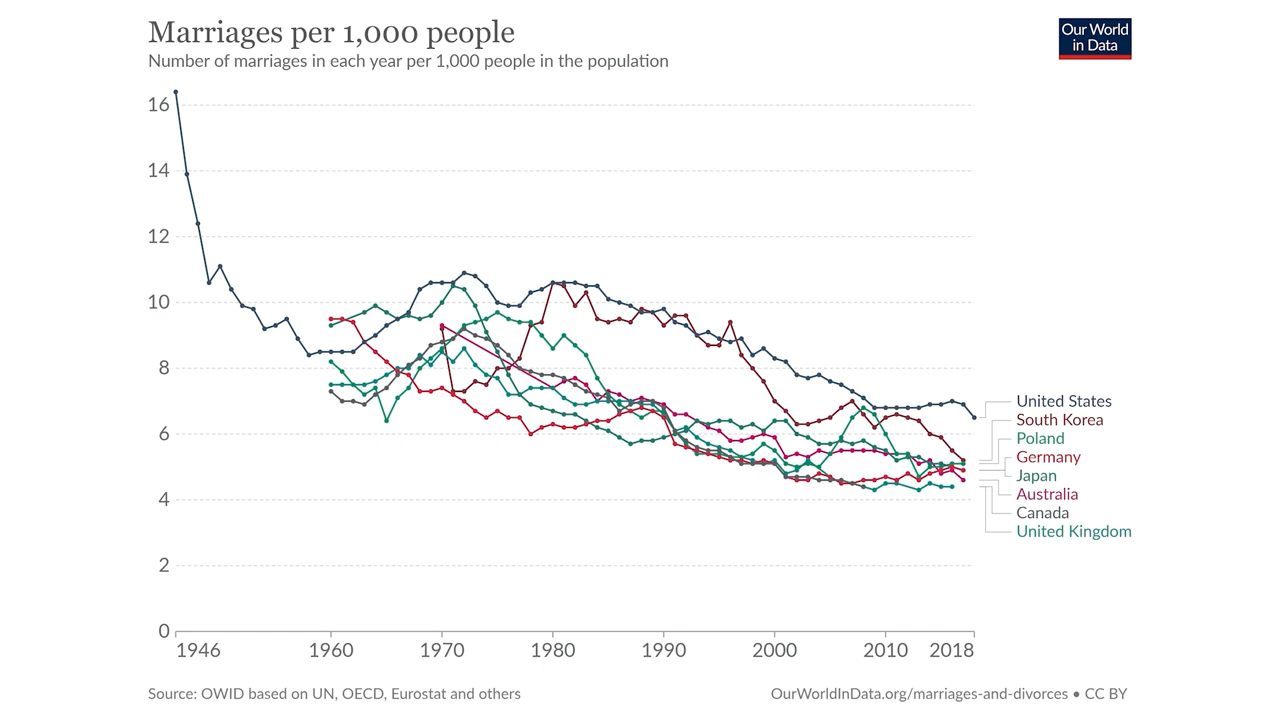 Marriages per 1,000 people
Number of marriages in each year per 1,000 people in the population
Our World
in Data
16
14
12
10
8
6
4
2
0
1946
1960
1970
1980
1990
2000
2010
2018
United States
South Korea
Poland
Germany
Japan
Australia
Canada
United Kingdom
Source: OWID based on UN, OECD, Eurostat and others
OurWorldInData.org/marriages-and-divorces • CC BY